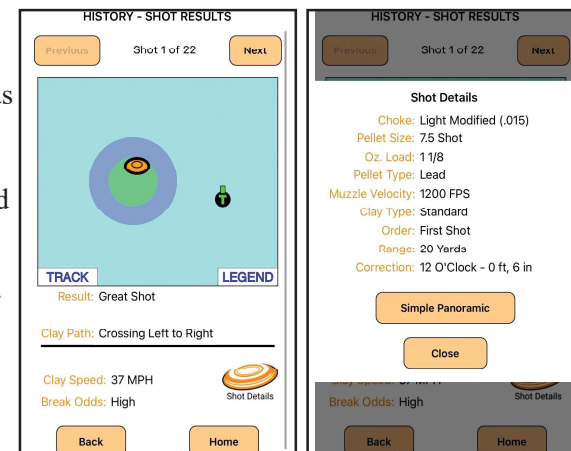 HISTORY - SHOT RESULTS
Previous Shot 1 of 22 Next
T
TRACK LEGEND
Result: Great Shot
Clay Path: Crossing Left to Right
Clay Speed: 37 MPH
Break Odds: High
Shot Details
Back Home
HISTORY - SHOT RESULTS
Previous Shot 1 of 22 Next
Shot Details
Choke: Light Modified (.015)
Pellet Size: 7.5 Shot
Oz. Load: 1 1/8
Pellet Type: Lead
Muzzle Velocity: 1200 FPS
Clay Type: Standard
Order: First Shot
Range: 20 Yards
Correction: 12 O'Clock - 0 ft, 6 in
Simple Panoramic
Close
Clay Speed: 37 MPH
Break Odds: High
Shot Details
Back Home